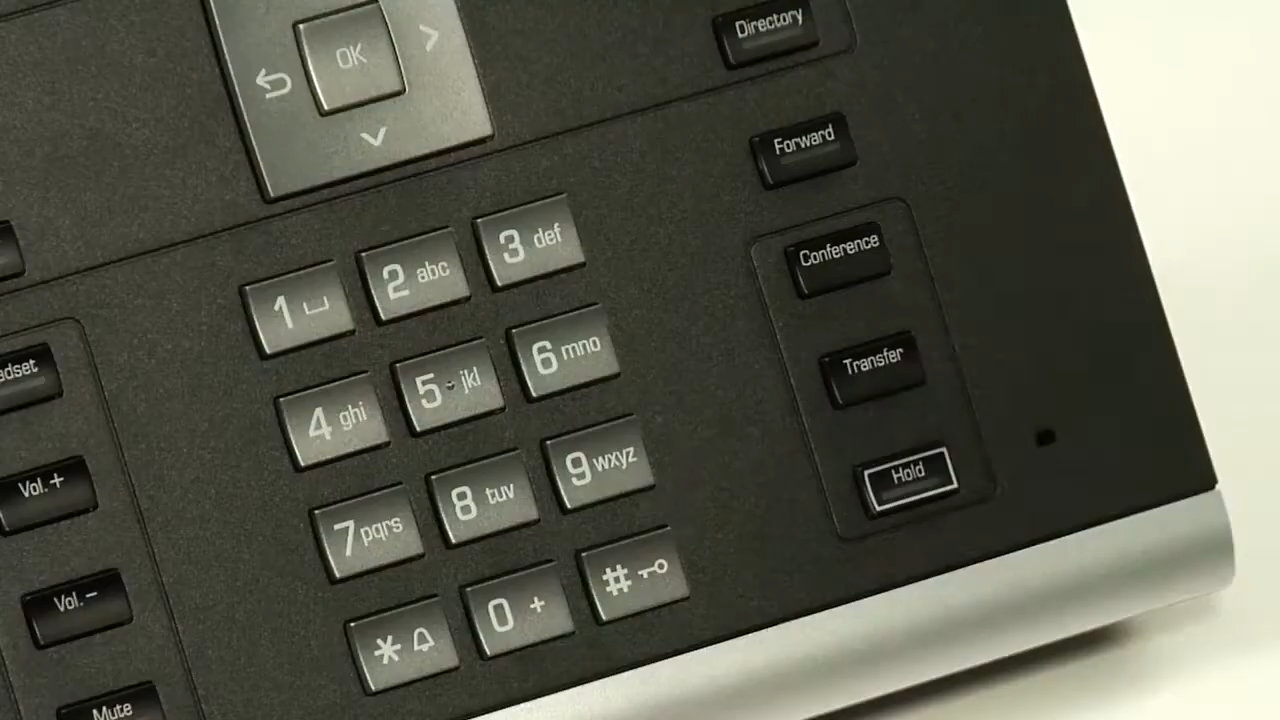 OK
Directory
Forward
Conference
Transfer
Hold
1
2 abc
3 def
4 ghi
5 jkl
6 mno
7 pqrs
8 tuv
9 wxyz
*
0 +
#
adset
Vol.+
Vol.-
Mute